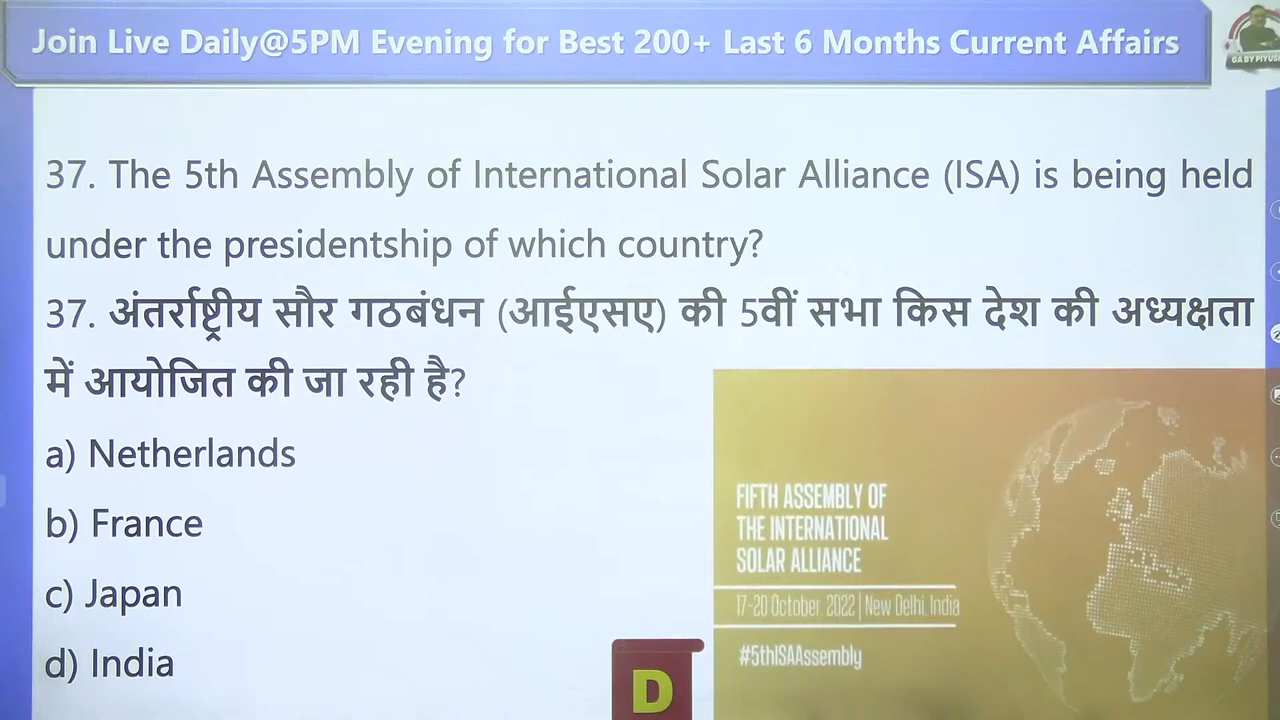 Join Live Daily@5PM Evening for Best 200+ Last 6 Months Current Affairs
GA BY PIYUSH
37. The 5th Assembly of International Solar Alliance (ISA) is being held
under the presidentship of which country?
37. अंतर्राष्ट्रीय सौर गठबंधन (आईएसए) की 5वीं सभा किस देश की अध्यक्षता
में आयोजित की जा रही है?
a) Netherlands
b) France
c) Japan
d) India
FIFTH ASSEMBLY OF
THE INTERNATIONAL
SOLAR ALLIANCE
17-20 October, 2022 | New Delhi, India
#5thISAAssembly
D